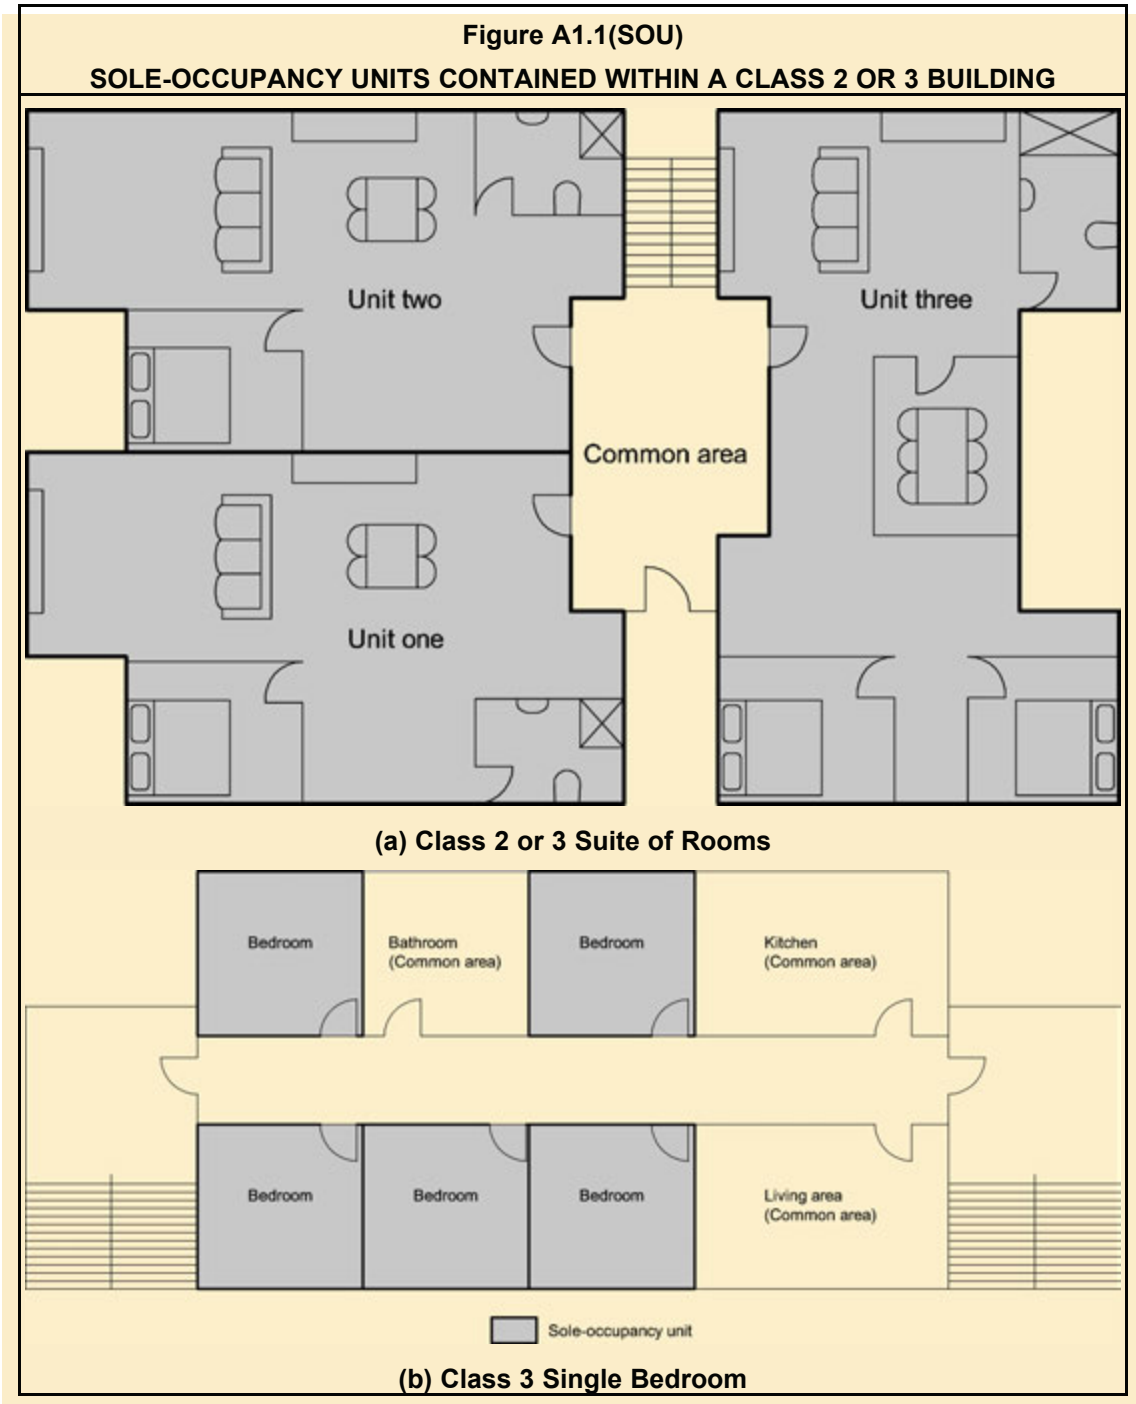 Figure A1.1(SOU)
SOLE-OCCUPANCY UNITS CONTAINED WITHIN A CLASS 2 OR 3 BUILDING
Unit two
Unit three
Common area
Unit one
(a) Class 2 or 3 Suite of Rooms
Bedroom
Bathroom
(Common area)
Bedroom
Kitchen
(Common area)
Bedroom
Bedroom
Bedroom
Living area
(Common area)
Sole-occupancy unit
(b) Class 3 Single Bedroom